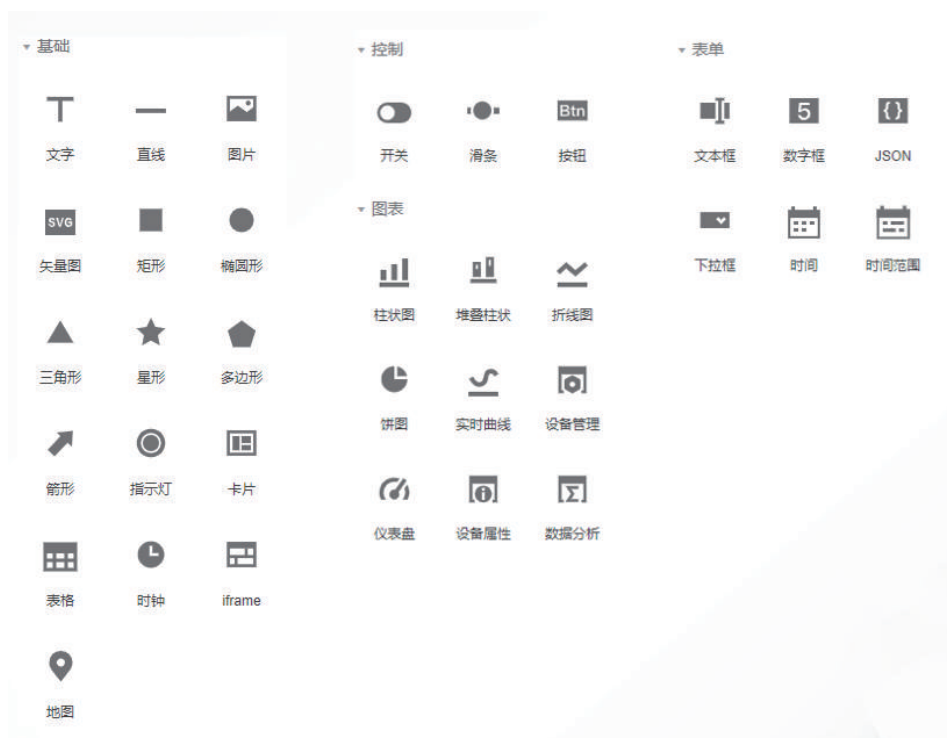 基础
文字 直线 图片
SVG
矢量图 矩形 椭圆形
三角形 星形 多边形
箭形 指示灯 卡片
表格 时钟 iframe
地图
控制
Btn
开关 滑条 按钮
图表
柱状图 堆叠柱状 折线图
饼图 实时曲线 设备管理
仪表盘 设备属性 数据分析
表单
5 {}
文本框 数字框 JSON
下拉框 时间 时间范围